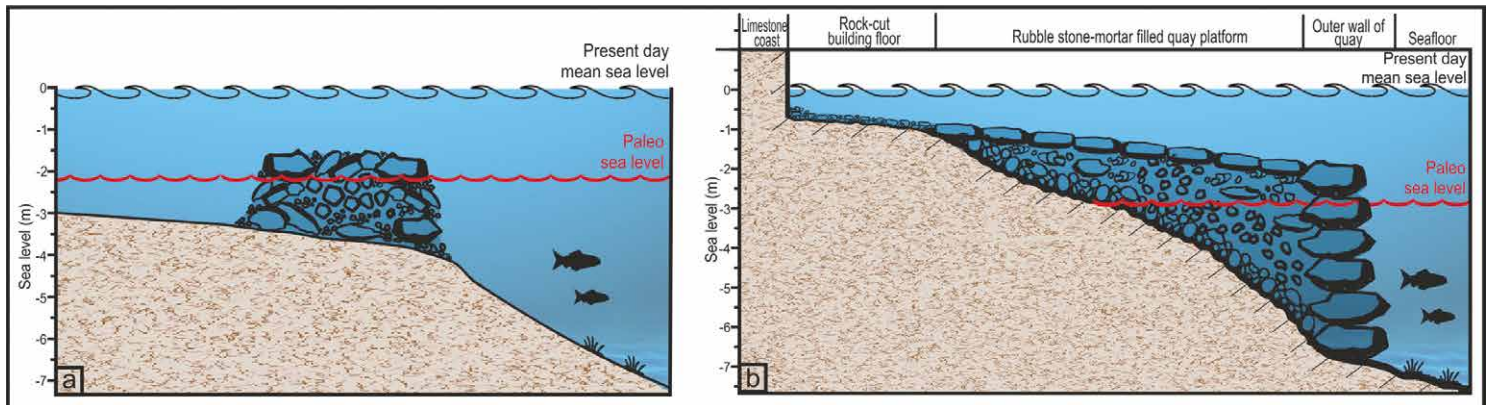 Present day
mean sea level
Paleo
sea level
Sea level (m)
0
-1
-2
-3
-4
-5
-6
-7
a
Limestone
coast
Rock-cut
building floor
Rubble stone-mortar filled quay platform
Outer wall of
quay
Seafloor
Present day
mean sea level
Paleo
sea level
Sea level (m)
0
-1
-2
-3
-4
-5
-6
-7
b